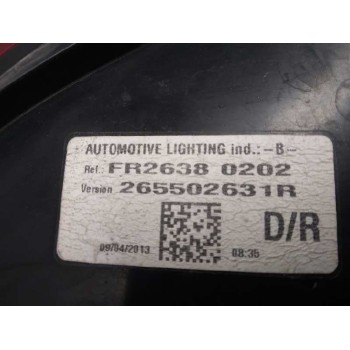 AUTOMOTIVE LIGHTING ind.: -B-
Ref: FR2638 0202
Version 265502631R
D/R
09/04/2013 08:35